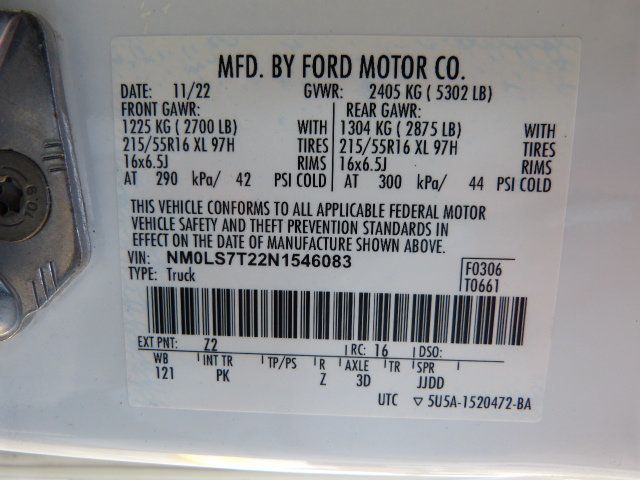 MFD. BY FORD MOTOR CO.
DATE: 11/22 GVWR: 2405 KG ( 5302 LB)
FRONT GAWR: REAR GAWR:
1225 KG ( 2700 LB) WITH 1304 KG ( 2875 LB) WITH
215/55R16 XL 97H TIRES 215/55R16 XL 97H TIRES
16x6.5J RIMS 16x6.5J RIMS
AT 290 kPa/ 42 PSI COLD AT 300 kPa/ 44 PSI COLD
THIS VEHICLE CONFORMS TO ALL APPLICABLE FEDERAL MOTOR
VEHICLE SAFETY AND THEFT PREVENTION STANDARDS IN
EFFECT ON THE DATE OF MANUFACTURE SHOWN ABOVE.
VIN: NM0LS7T22N1546083 F0306
TYPE: Truck T0661
EXT PNT: Z2 RC: 16 DSO:
WB INT TR TP/PS R AXLE TR SPR
121 PK Z 3D JJDD
UTC ▽ 5U5A-1520472-BA
10.9